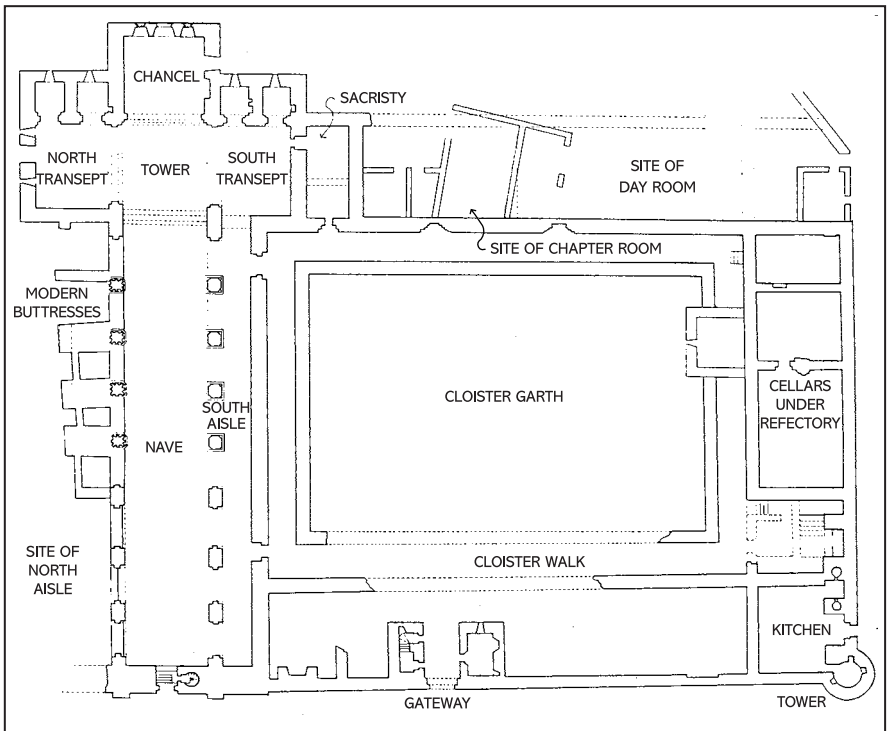 CHANCEL
SACRISTY
NORTH
TRANSEPT
TOWER
SOUTH
TRANSEPT
SITE OF
DAY ROOM
SITE OF CHAPTER ROOM
MODERN
BUTTRESSES
CLOISTER GARTH
CELLARS
UNDER
REFECTORY
SOUTH
AISLE
NAVE
SITE OF
NORTH
AISLE
CLOISTER WALK
KITCHEN
GATEWAY
TOWER